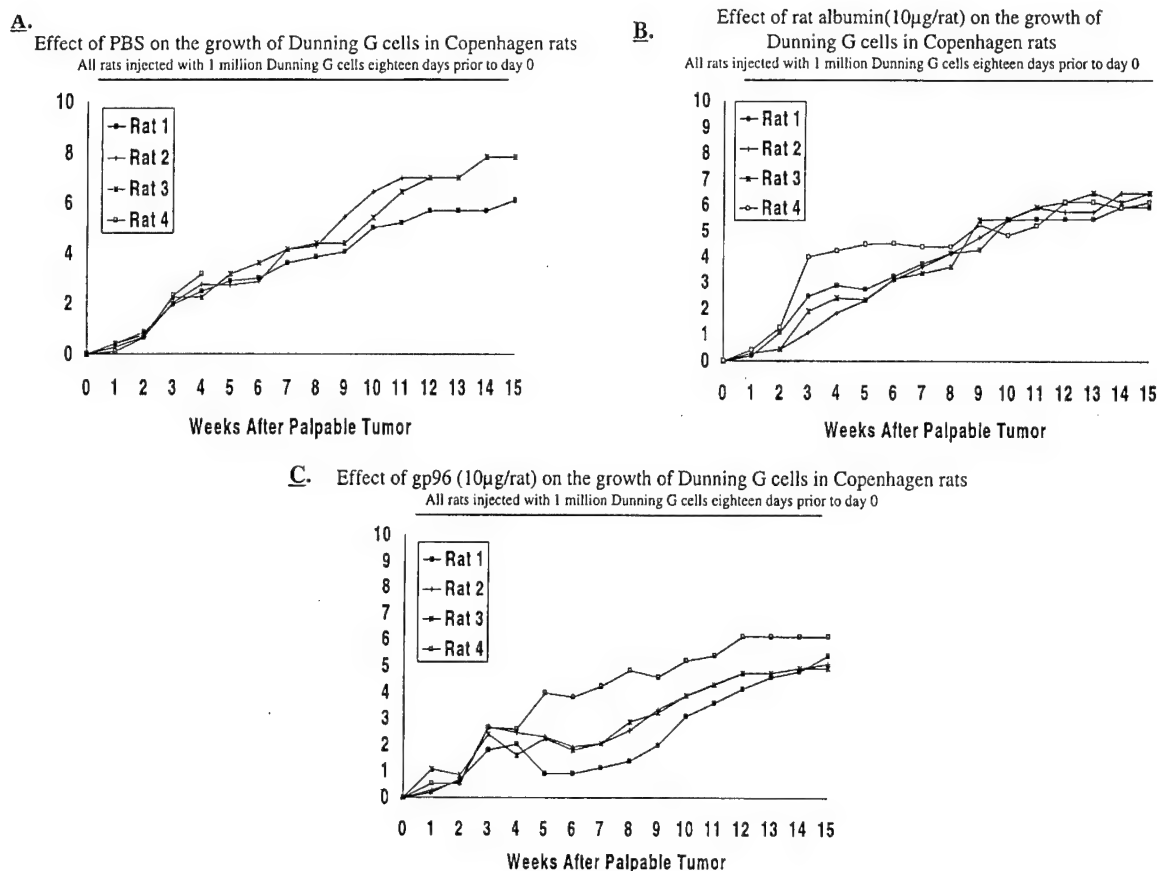 A.
Effect of PBS on the growth of Dunning G cells in Copenhagen rats
All rats injected with 1 million Dunning G cells eighteen days prior to day 0
10
8
6
4
2
0
Rat 1
Rat 2
Rat 3
Rat 4
0 1 2 3 4 5 6 7 8 9 10 11 12 13 14 15
Weeks After Palpable Tumor
B.
Effect of rat albumin(10µg/rat) on the growth of
Dunning G cells in Copenhagen rats
All rats injected with 1 million Dunning G cells eighteen days prior to day 0
10
9
8
7
6
5
4
3
2
1
0
Rat 1
Rat 2
Rat 3
Rat 4
0 1 2 3 4 5 6 7 8 9 10 11 12 13 14 15
Weeks After Palpable Tumor
C.
Effect of gp96 (10µg/rat) on the growth of Dunning G cells in Copenhagen rats
All rats injected with 1 million Dunning G cells eighteen days prior to day 0
10
9
8
7
6
5
4
3
2
1
0
Rat 1
Rat 2
Rat 3
Rat 4
0 1 2 3 4 5 6 7 8 9 10 11 12 13 14 15
Weeks After Palpable Tumor